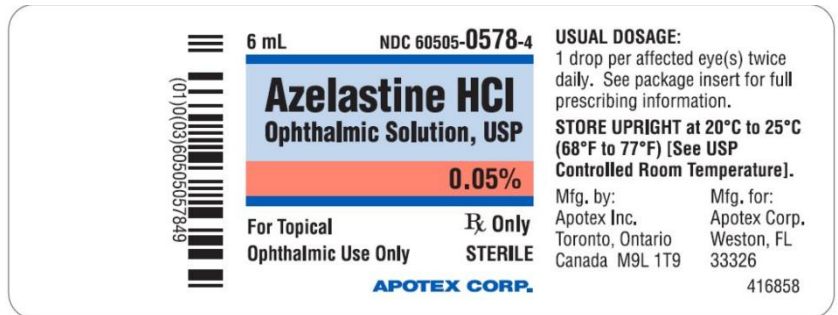 (01)0(03)60505057849
6 mL NDC 60505-0578-4
Azelastine HCl
Ophthalmic Solution, USP
0.05%
For Topical
Ophthalmic Use Only
℞ Only
STERILE
APOTEX CORP.
USUAL DOSAGE:
1 drop per affected eye(s) twice
daily. See package insert for full
prescribing information.
STORE UPRIGHT at 20°C to 25°C
(68°F to 77°F) [See USP
Controlled Room Temperature].
Mfg. by:
Apotex Inc.
Toronto, Ontario
Canada M9L 1T9
Mfg. for:
Apotex Corp.
Weston, FL
33326
416858